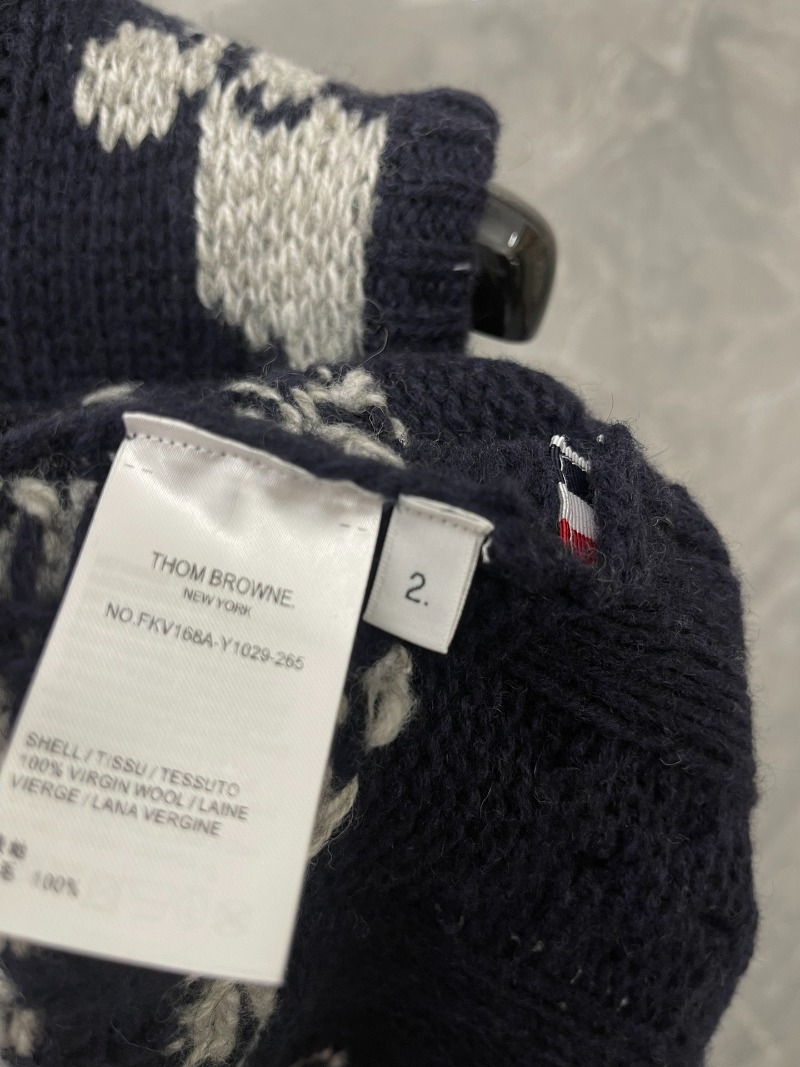 THOM BROWNE.
NEW YORK
NO.FKV168A-Y1029-265
SHELL / TISSU / TESSUTO
100% VIRGIN WOOL / LAINE
VIERGE / LANA VERGINE
100%
2.